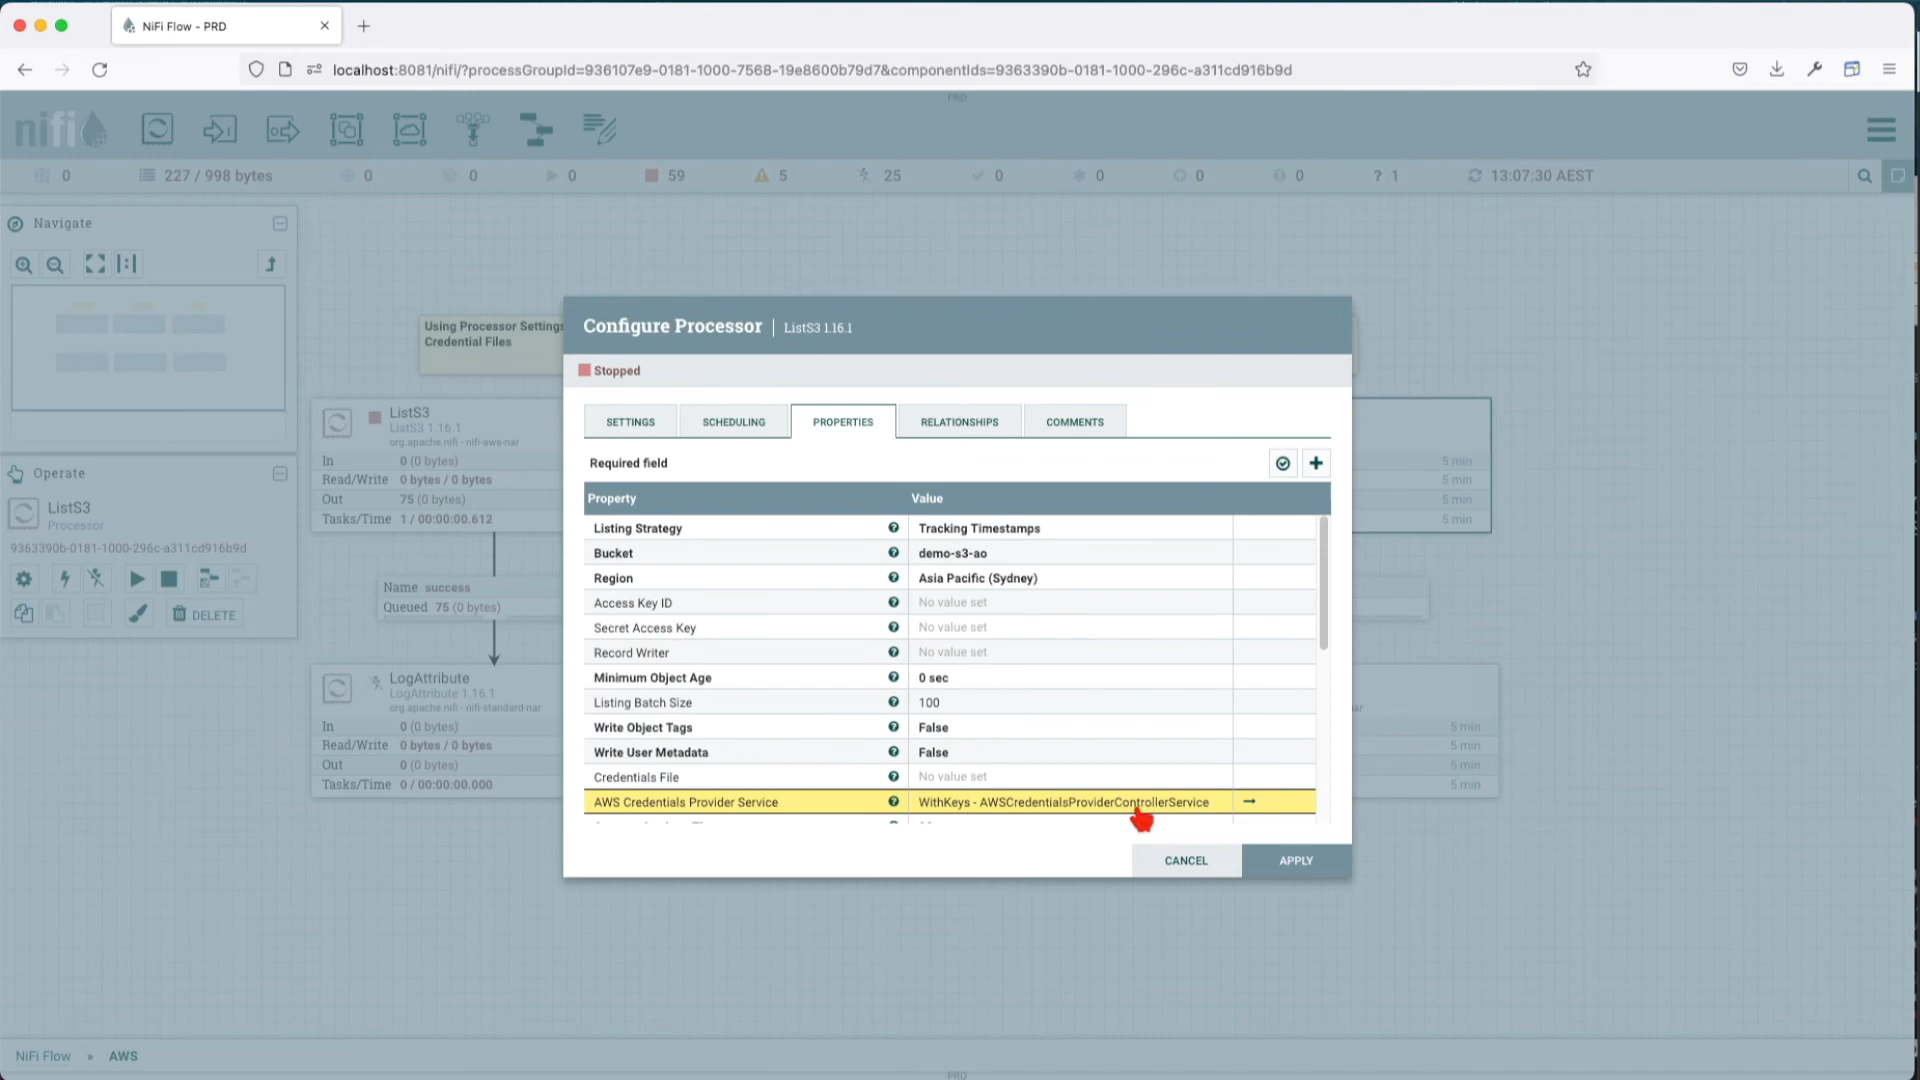 NiFi Flow - PRD
localhost:8081/nifi/?processGroupId=936107e9-0181-1000-7568-19e8600b79d7&componentIds=9363390b-0181-1000-296c-a311cd916b9d
PRD
nifi
0 227 / 998 bytes 0 0 0 59 5 25 0 0 0 0 ? 1 13:07:30 AEST
Navigate
Using Processor Settings
Credential Files
ListS3
ListS3 1.16.1
org.apache.nifi - nifi-aws-nar
In 0 (0 bytes)
Read/Write 0 bytes / 0 bytes
Out 75 (0 bytes)
Tasks/Time 1 / 00:00:00.612
Name success
Queued 75 (0 bytes)
LogAttribute
LogAttribute 1.16.1
org.apache.nifi - nifi-standard-nar
In 0 (0 bytes)
Read/Write 0 bytes / 0 bytes
Out 0 (0 bytes)
Tasks/Time 0 / 00:00:00.000
Operate
ListS3
Processor
9363390b-0181-1000-296c-a311cd916b9d
DELETE
Configure Processor | ListS3 1.16.1
Stopped
SETTINGS SCHEDULING PROPERTIES RELATIONSHIPS COMMENTS
Required field
Property Value
Listing Strategy Tracking Timestamps
Bucket demo-s3-ao
Region Asia Pacific (Sydney)
Access Key ID No value set
Secret Access Key No value set
Record Writer No value set
Minimum Object Age 0 sec
Listing Batch Size 100
Write Object Tags False
Write User Metadata False
Credentials File No value set
AWS Credentials Provider Service WithKeys - AWSCredentialsProviderControllerService
CANCEL APPLY
5 min
5 min
5 min
5 min
5 min
5 min
5 min
5 min
NiFi Flow » AWS
PRD